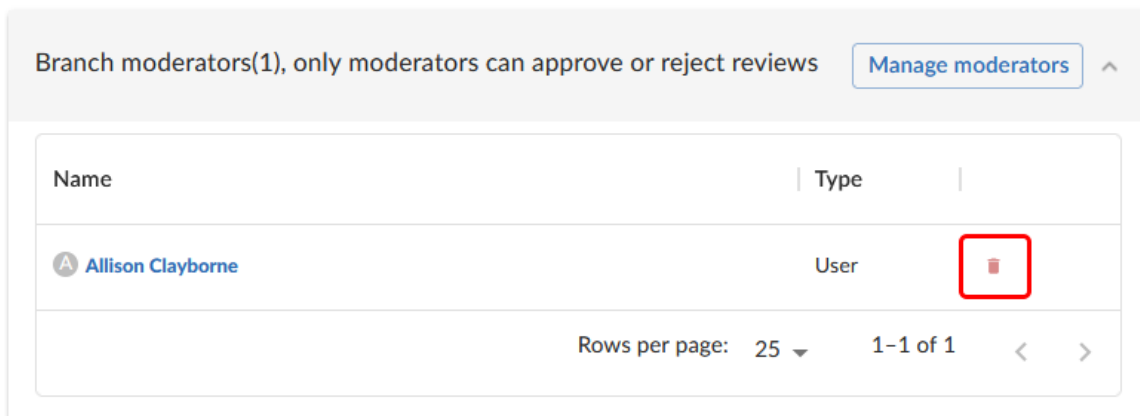 Branch moderators(1), only moderators can approve or reject reviews Manage moderators
Name Type
A Allison Clayborne User
Rows per page: 25 1–1 of 1